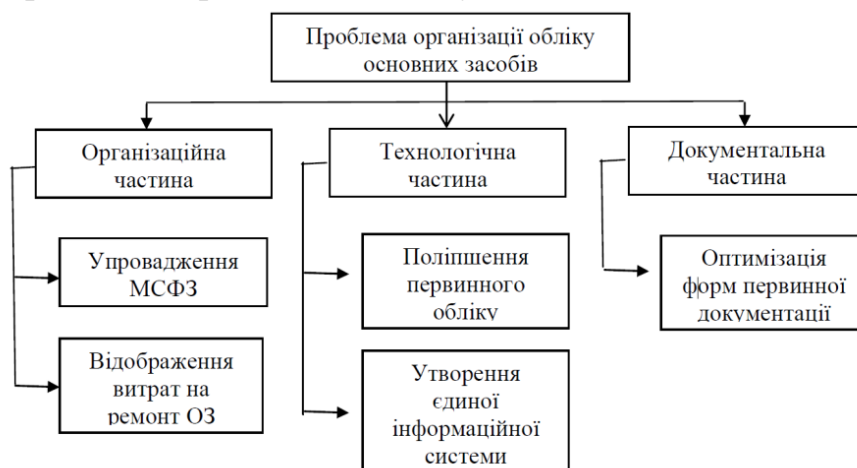 Проблема організації обліку
основних засобів
Організаційна
частина
Технологічна
частина
Документальна
частина
Упровадження
МСФЗ
Поліпшення
первинного
обліку
Оптимізація
форм первинної
документації
Відображення
витрат на
ремонт ОЗ
Утворення
єдиної
інформаційної
системи